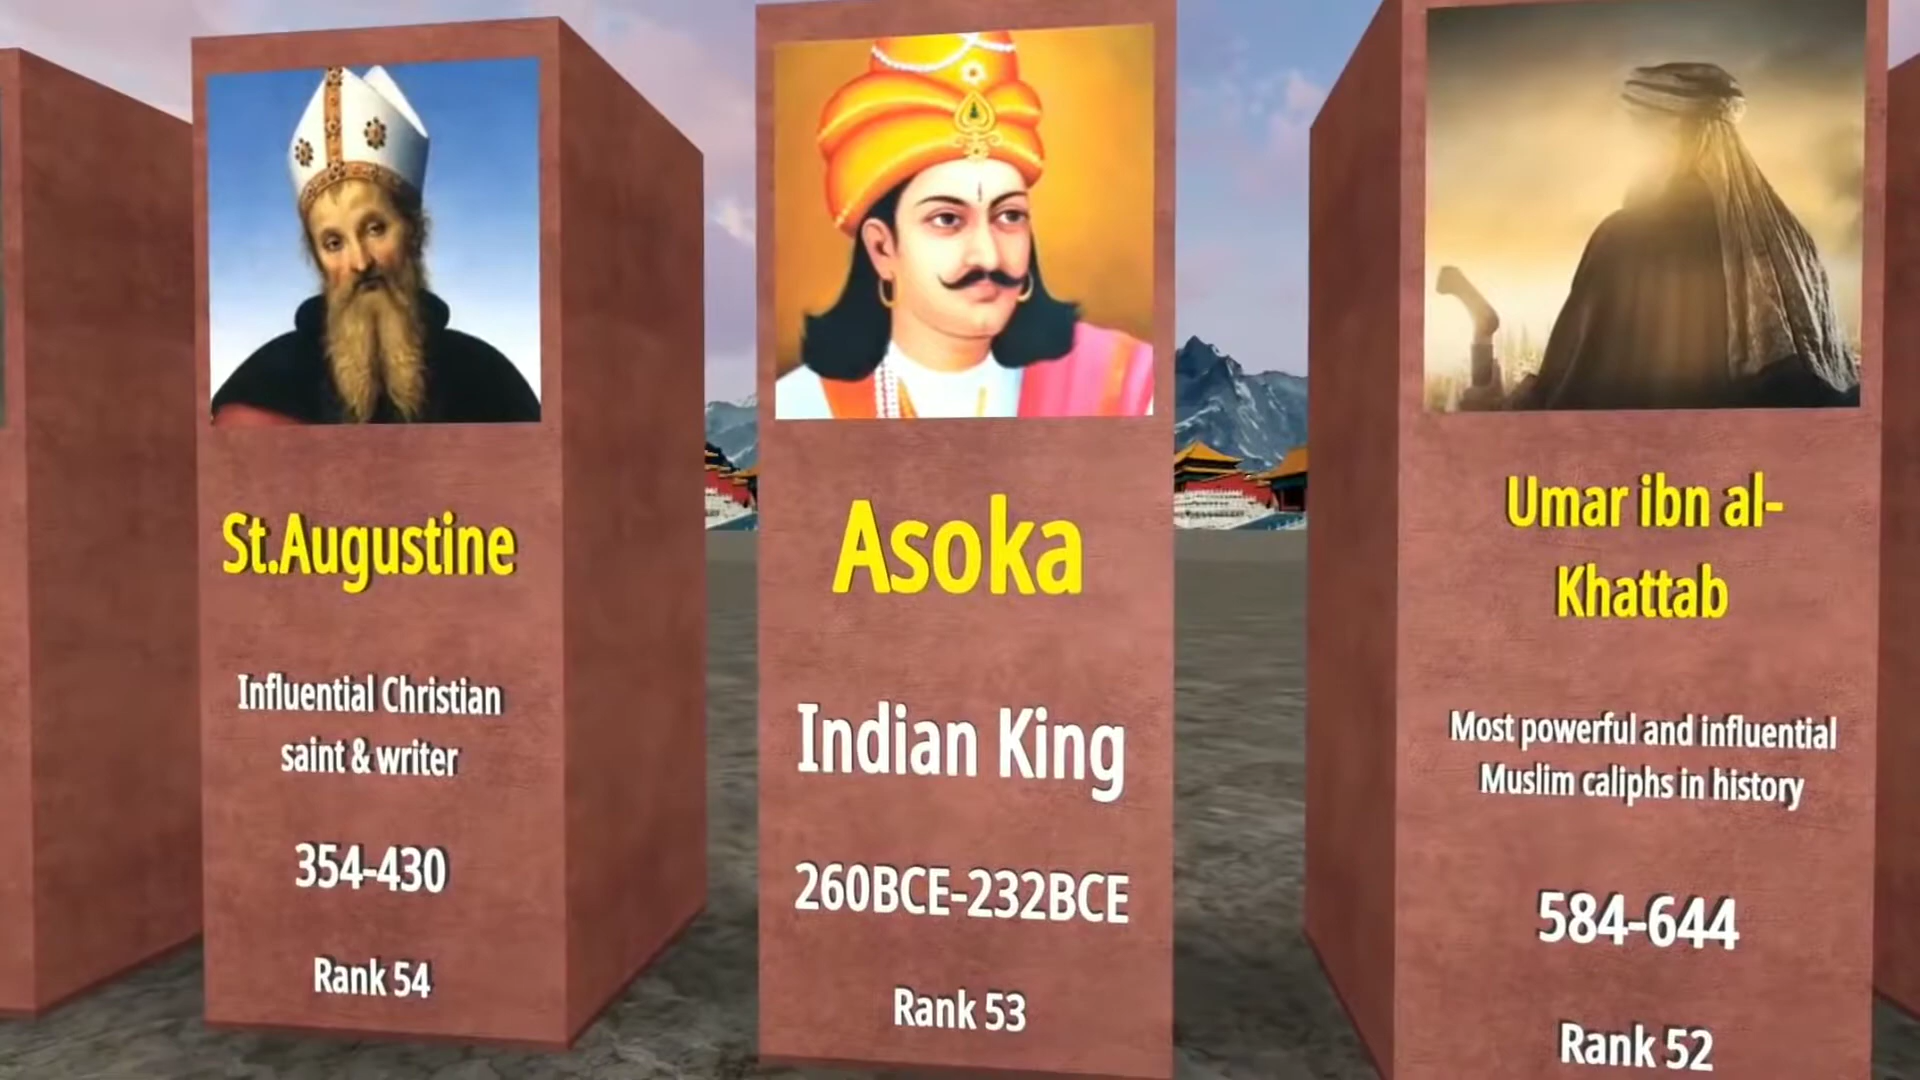 St.Augustine
Influential Christian
saint & writer
354-430
Rank 54
Asoka
Indian King
260BCE-232BCE
Rank 53
Umar ibn al-
Khattab
Most powerful and influential
Muslim caliphs in history
584-644
Rank 52